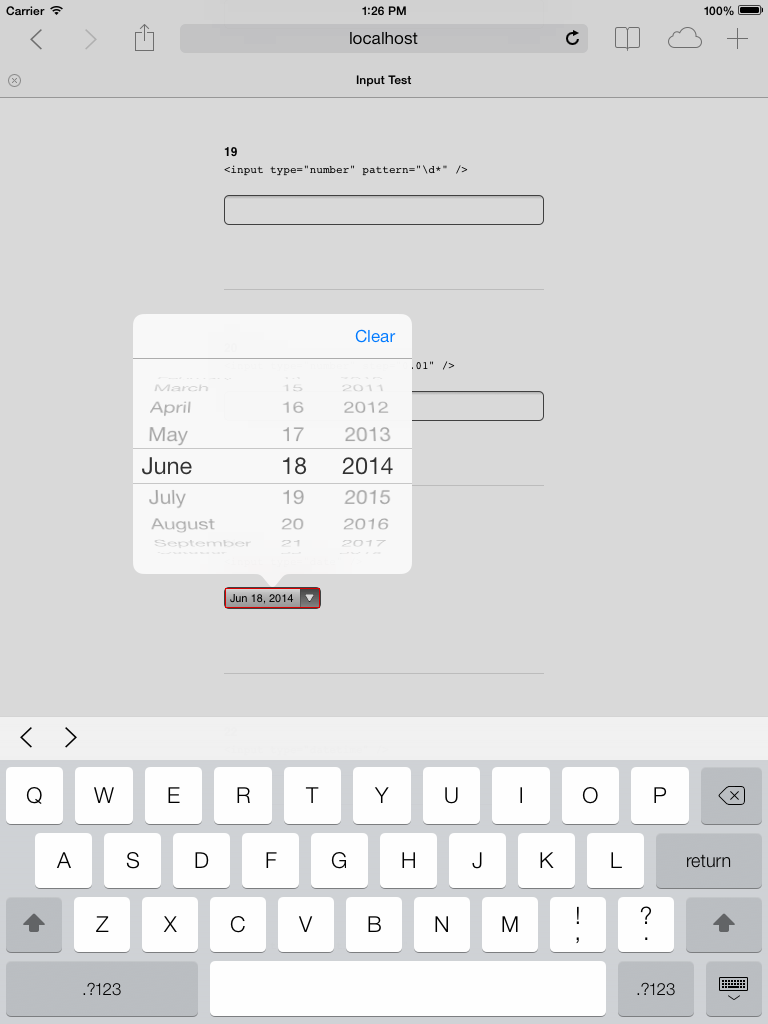 Carrier 1:26 PM 100%
localhost
Input Test
19
<input type="number" pattern="\d*" />
Clear
.01" />
March 15 2011
April 16 2012
May 17 2013
June 18 2014
July 19 2015
August 20 2016
September 21 2017
Jun 18, 2014
Q W E R T Y U I O P
A S D F G H J K L return
Z X C V B N M ! , ? .
.?123 .?123